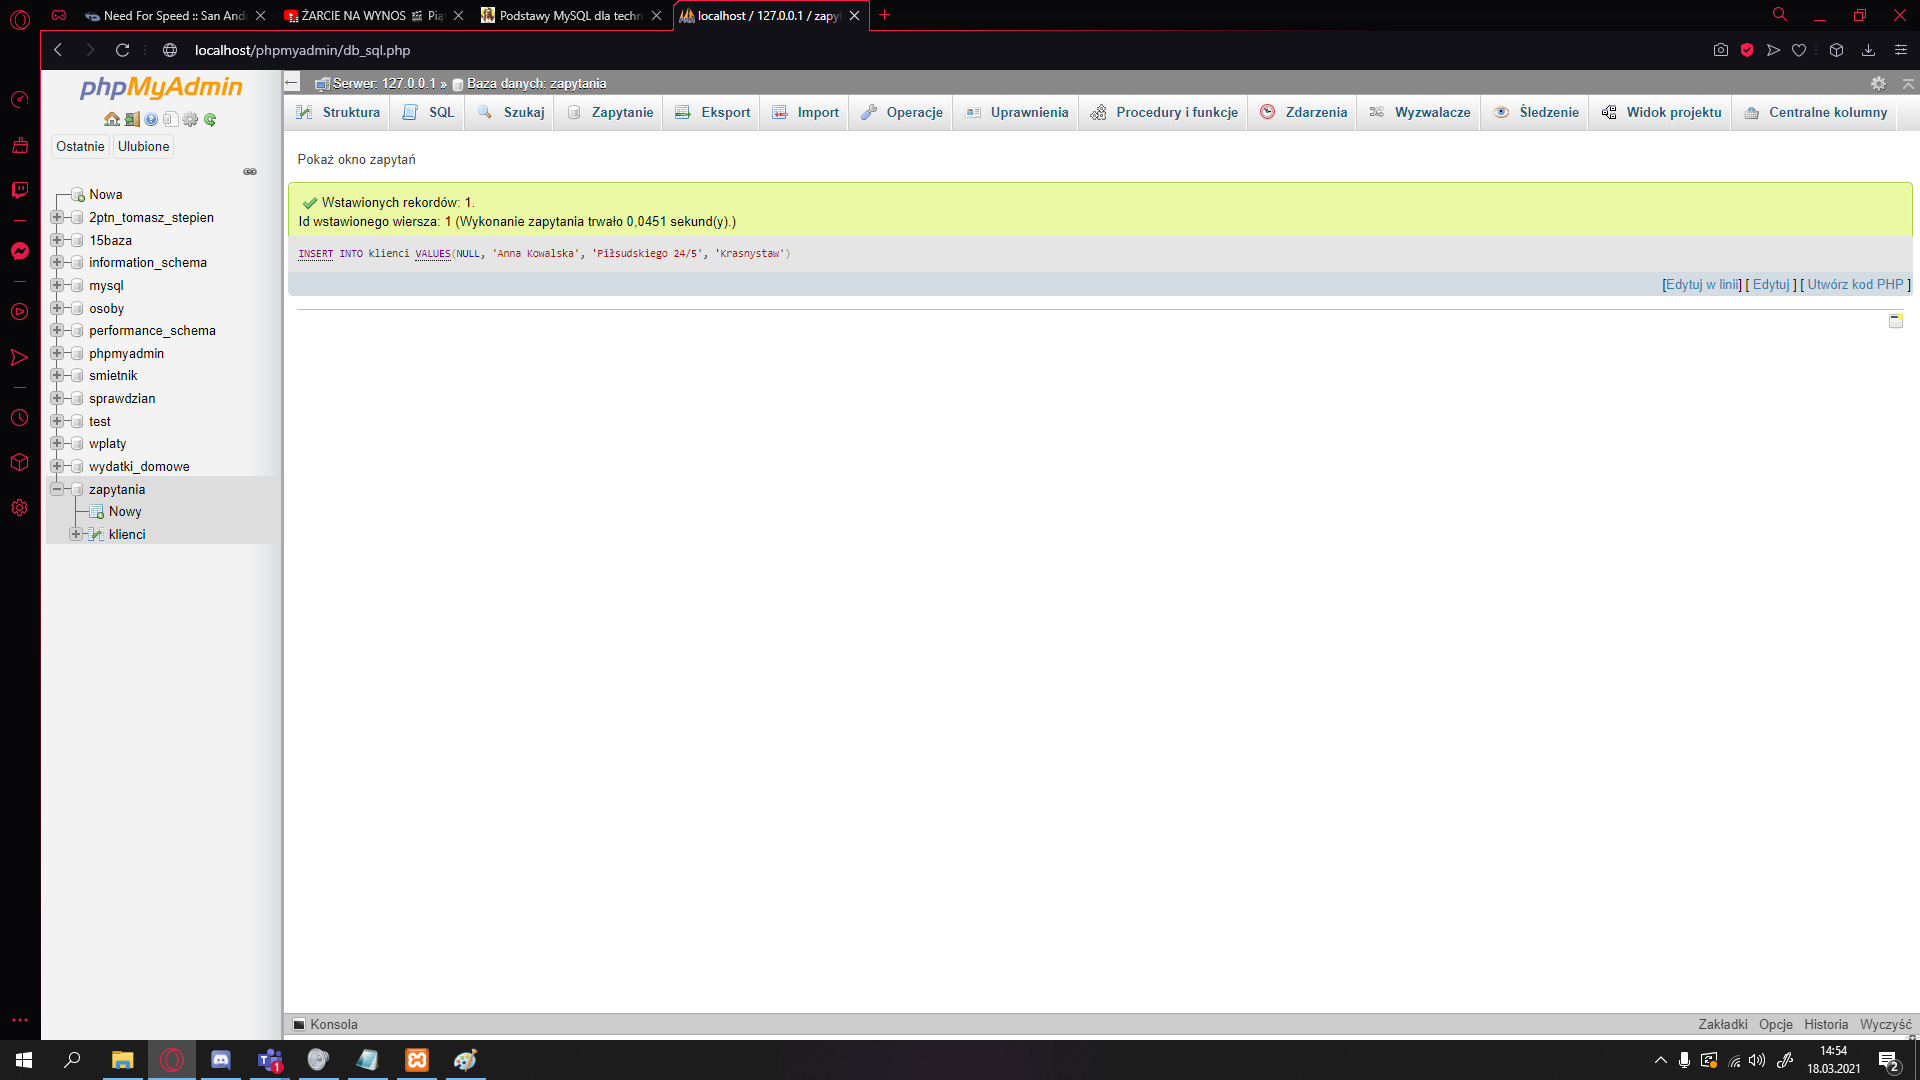 Need For Speed :: San Andr
ŻARCIE NA WYNOS
Podstawy MySQL dla techn
localhost / 127.0.0.1 / zapy
localhost/phpmyadmin/db_sql.php
phpMyAdmin
Ostatnie Ulubione
Nowa
2ptn_tomasz_stepien
15baza
information_schema
mysql
osoby
performance_schema
phpmyadmin
smietnik
sprawdzian
test
wplaty
wydatki_domowe
zapytania
Nowy
klienci
Serwer: 127.0.0.1 » Baza danych: zapytania
Struktura SQL Szukaj Zapytanie Eksport Import Operacje Uprawnienia Procedury i funkcje Zdarzenia Wyzwalacze Śledzenie Widok projektu Centralne kolumny
Pokaż okno zapytań
Wstawionych rekordów: 1.
Id wstawionego wiersza: 1 (Wykonanie zapytania trwało 0,0451 sekund(y).)
INSERT INTO klienci VALUES(NULL, 'Anna Kowalska', 'Piłsudskiego 24/5', 'Krasnystaw')
[Edytuj w linii] [ Edytuj ] [ Utwórz kod PHP ]
Konsola
Zakładki Opcje Historia Wyczyść
1
14:54
18.03.2021
2